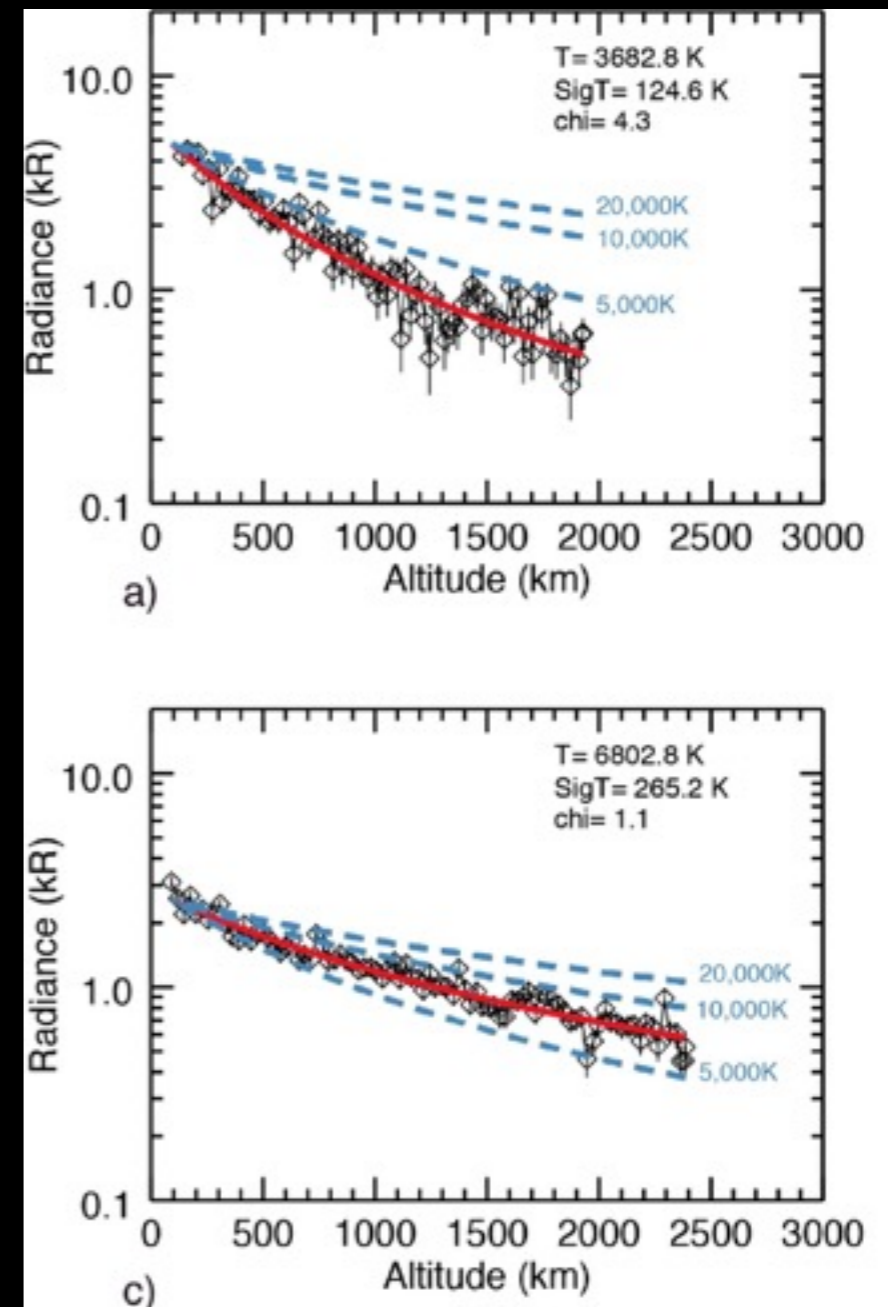 T= 3682.8 K
SigT= 124.6 K
chi= 4.3
10.0
1.0
0.1
Radiance (kR)
20,000K
10,000K
5,000K
0 500 1000 1500 2000 2500 3000
Altitude (km)
a)
T= 6802.8 K
SigT= 265.2 K
chi= 1.1
10.0
1.0
0.1
Radiance (kR)
20,000K
10,000K
5,000K
0 500 1000 1500 2000 2500 3000
Altitude (km)
c)